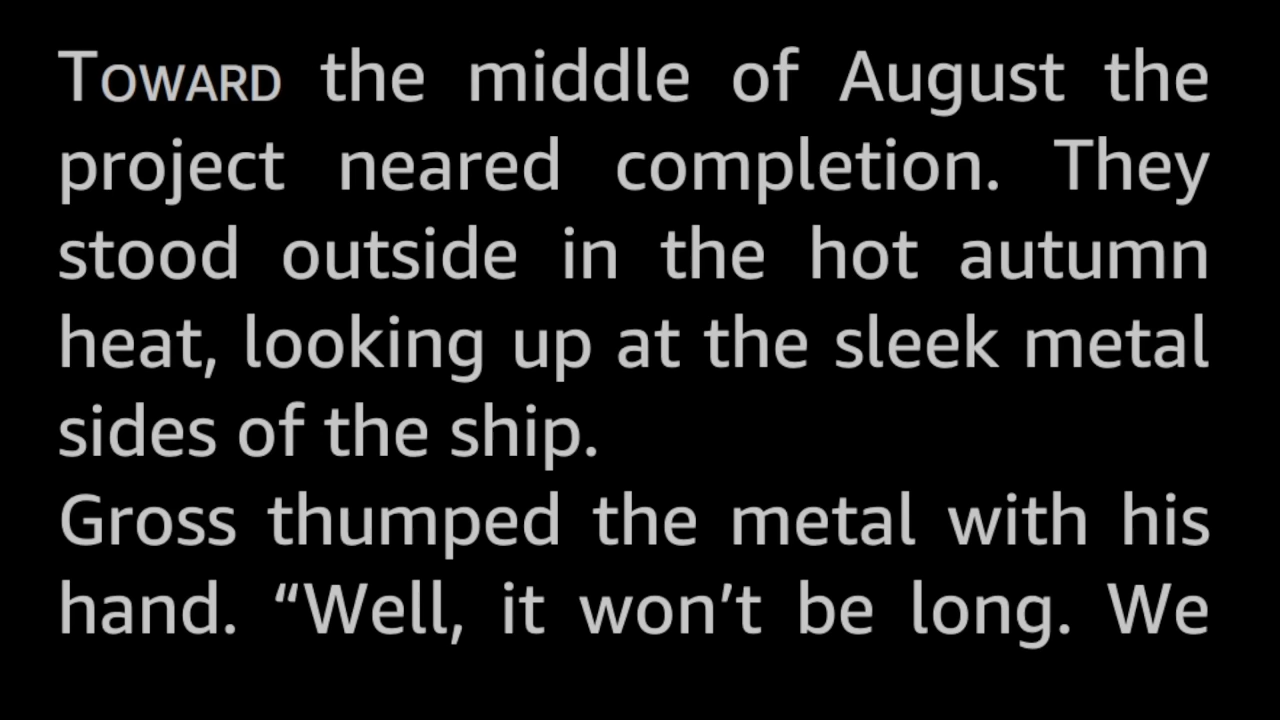 Toward the middle of August the
project neared completion. They
stood outside in the hot autumn
heat, looking up at the sleek metal
sides of the ship.
Gross thumped the metal with his
hand. “Well, it won’t be long. We